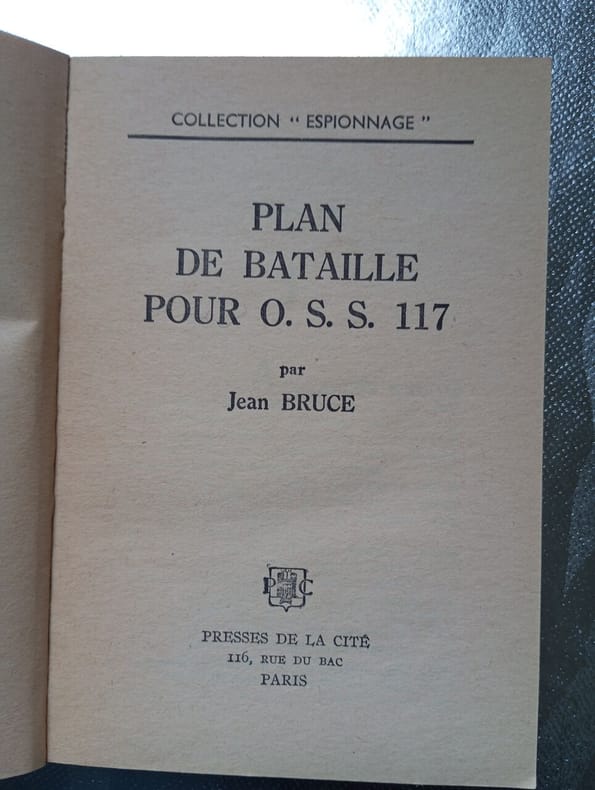 COLLECTION “ ESPIONNAGE ”
PLAN
DE BATAILLE
POUR O. S. S. 117
par
Jean BRUCE
P C
PRESSES DE LA CITÉ
116, RUE DU BAC
PARIS